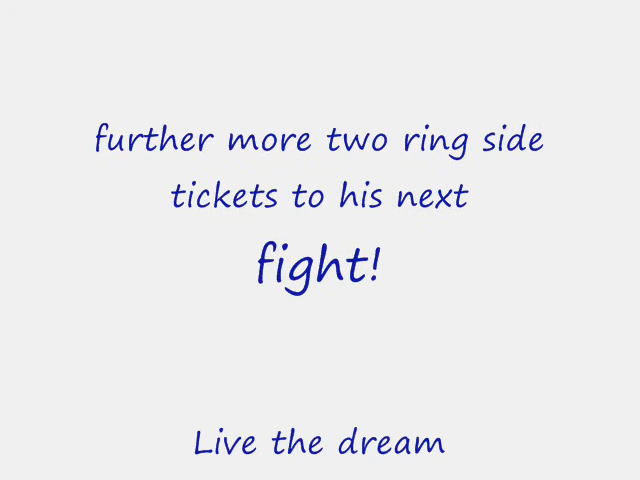 further more two ring side
tickets to his next
fight!
Live the dream